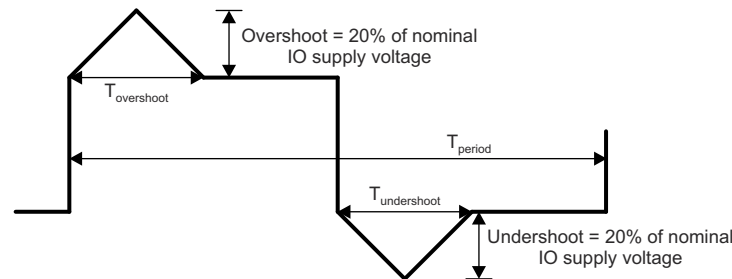 Overshoot = 20% of nominal
IO supply voltage
Tovershoot
Tperiod
Tundershoot
Undershoot = 20% of nominal
IO supply voltage